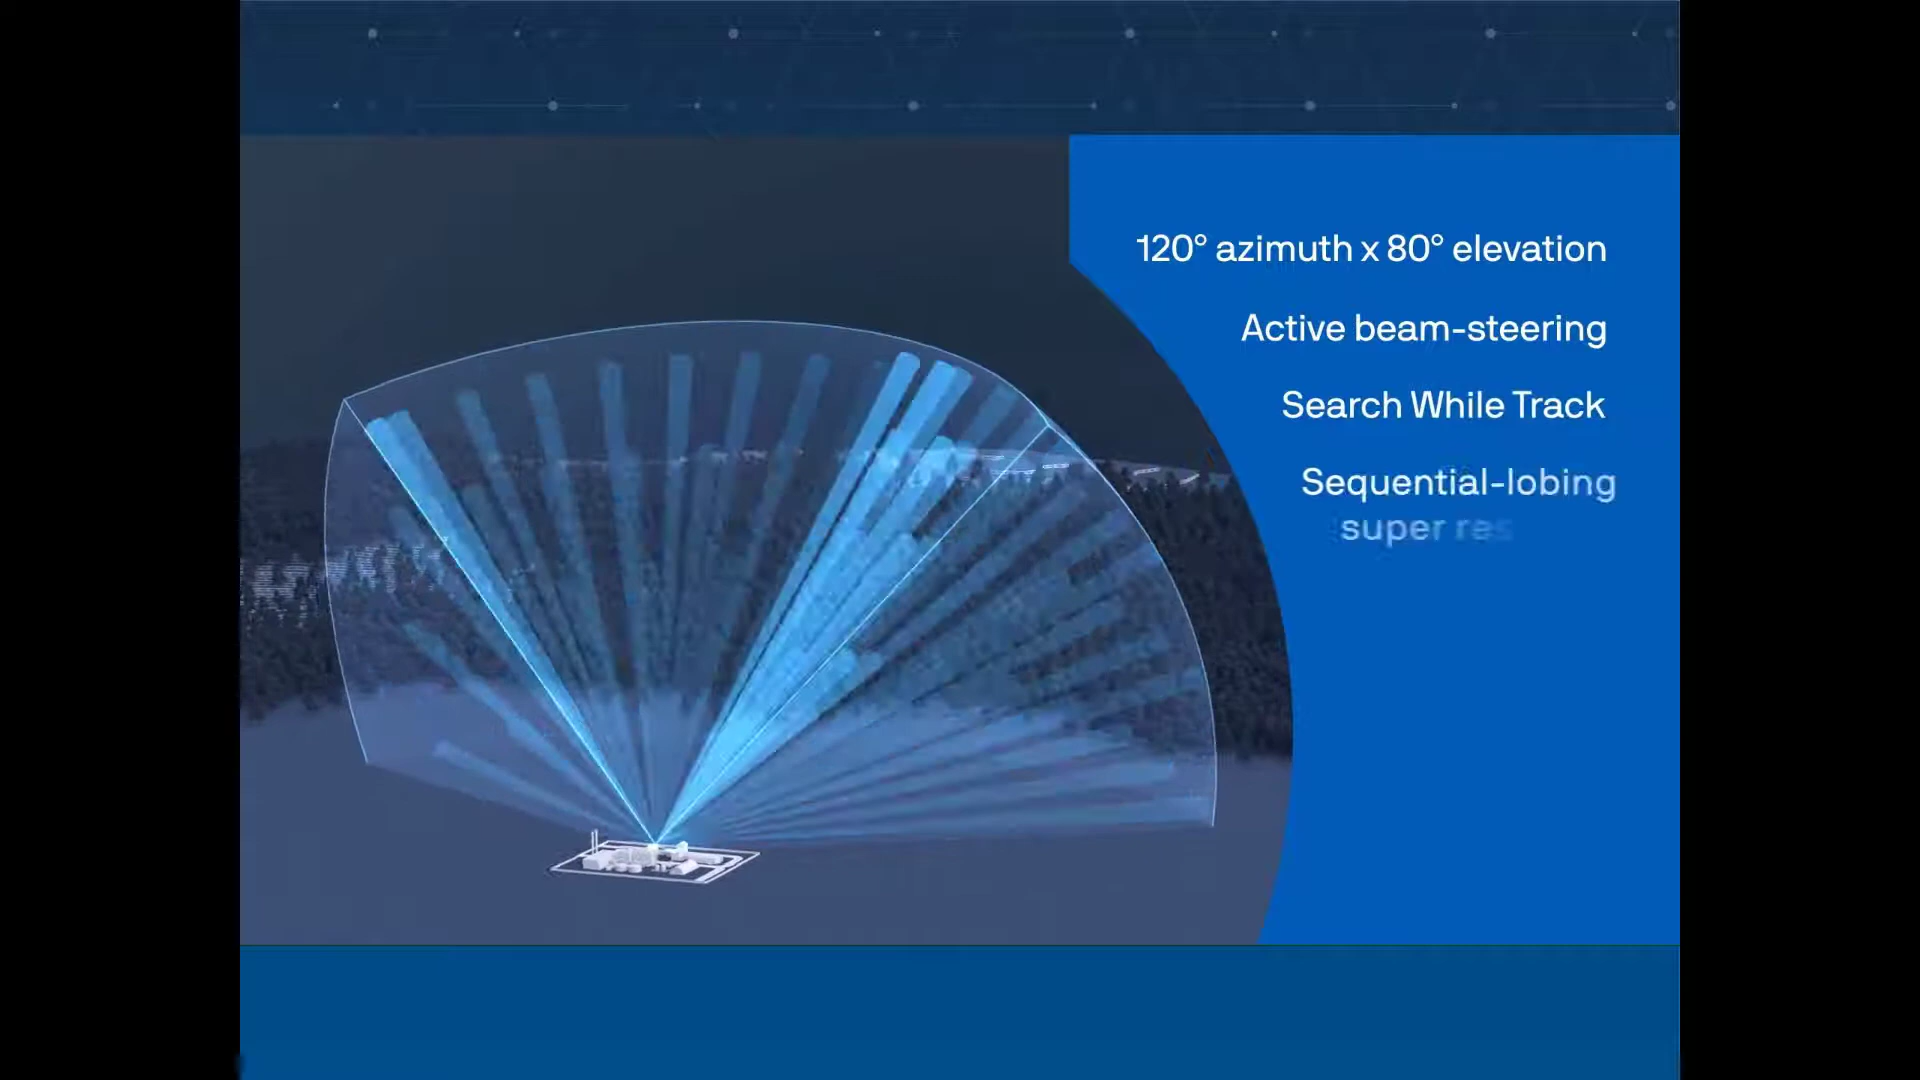 120° azimuth x 80° elevation
Active beam-steering
Search While Track
Sequential-lobing
super